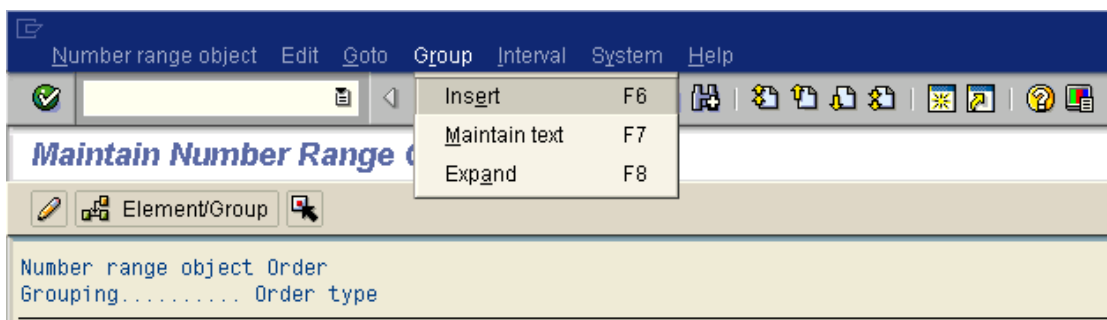 Number range object Edit Goto Group Interval System Help
Insert F6
Maintain text F7
Expand F8
Maintain Number Range
Element/Group
Number range object Order
Grouping.......... Order type